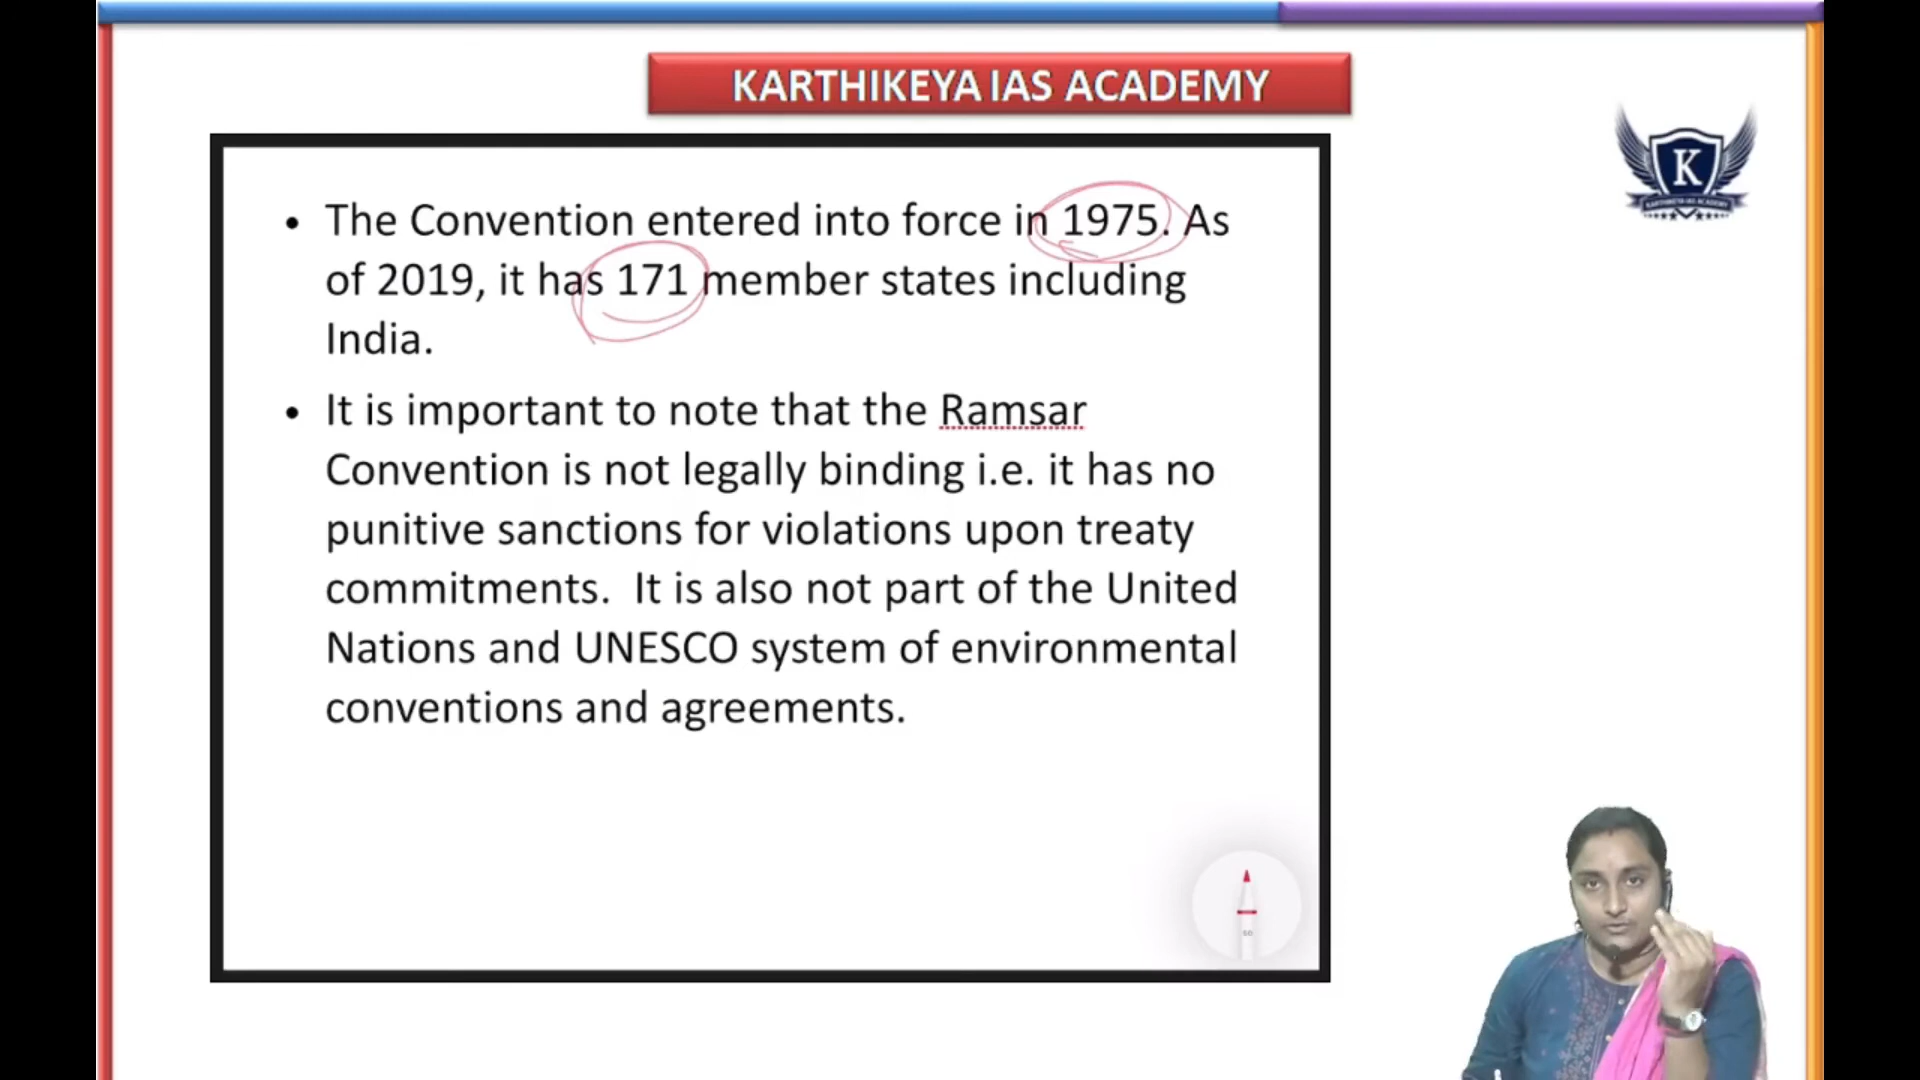 KARTHIKEYA IAS ACADEMY
K
KARTHIKEYA IAS ACADEMY
• The Convention entered into force in 1975. As
of 2019, it has 171 member states including
India.
• It is important to note that the Ramsar
Convention is not legally binding i.e. it has no
punitive sanctions for violations upon treaty
commitments. It is also not part of the United
Nations and UNESCO system of environmental
conventions and agreements.